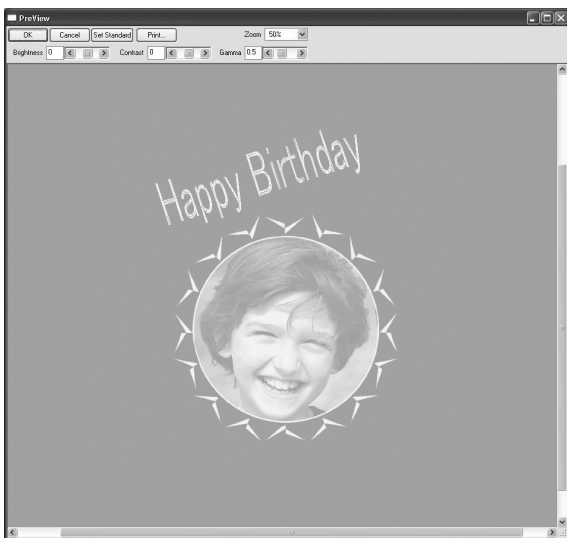 PreView
OK Cancel Set Standard Print... Zoom 50%
Brightness 0 Contrast 0 Gamma 0.5
Happy Birthday